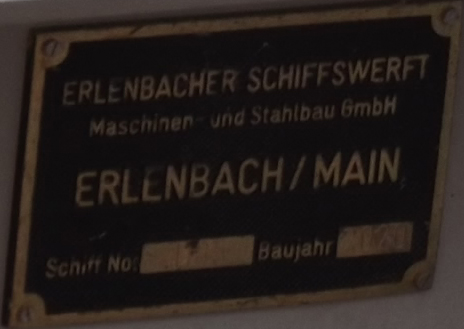 ERLENBACHER SCHIFFSWERFT
Maschinen- und Stahlbau GmbH
ERLENBACH/MAIN
Schiff No: Baujahr